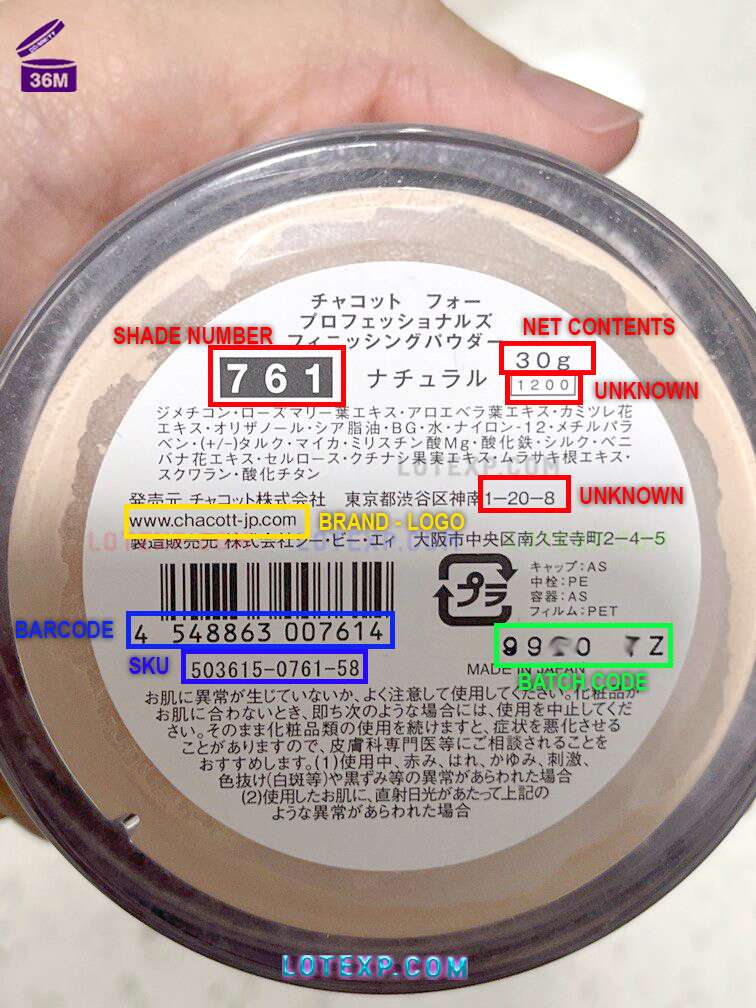 36M
チャコット フォー
プロフェッショナルズ
SHADE NUMBER
フィニッシングパウダー
NET CONTENTS
761 ナチュラル 30g
1200 UNKNOWN
ジメチコン・ローズマリー葉エキス・アロエベラ葉エキス・カミツレ花
エキス・オリザノール・シア脂油・BG・水・ナイロン-12・メチルパラ
ベン・(+/-)タルク・マイカ・ミリスチン酸Mg・酸化鉄・シルク・ベニ
バナ花エキス・セルロース・クチナシ果実エキス・ムラサキ根エキス・
スクワラン・酸化チタン
LOTEXP.COM
発売元 チャコット株式会社 東京都渋谷区神南1-20-8 UNKNOWN
www.chacott-jp.com BRAND - LOGO
製造販売元 株式会社シー・ビー・エィ 大阪市中央区南久宝寺町2-4-5
プラ
キャップ:AS
中栓:PE
容器:AS
フィルム:PET
BARCODE 4 548863 007614
SKU 503615-0761-58
7Z
MADE IN JAPAN
BATCH CODE
お肌に異常が生じていないか、よく注意して使用してください。化粧品が
お肌に合わないとき、即ち次のような場合には、使用を中止してくだ
さい。そのまま化粧品類の使用を続けますと、症状を悪化させる
ことがありますので、皮膚科専門医等にご相談されることを
おすすめします。(1)使用中、赤み、はれ、かゆみ、刺激、
色抜け(白斑等)や黒ずみ等の異常があらわれた場合
(2)使用したお肌に、直射日光があたって上記の
ような異常があらわれた場合
LOTEXP.COM